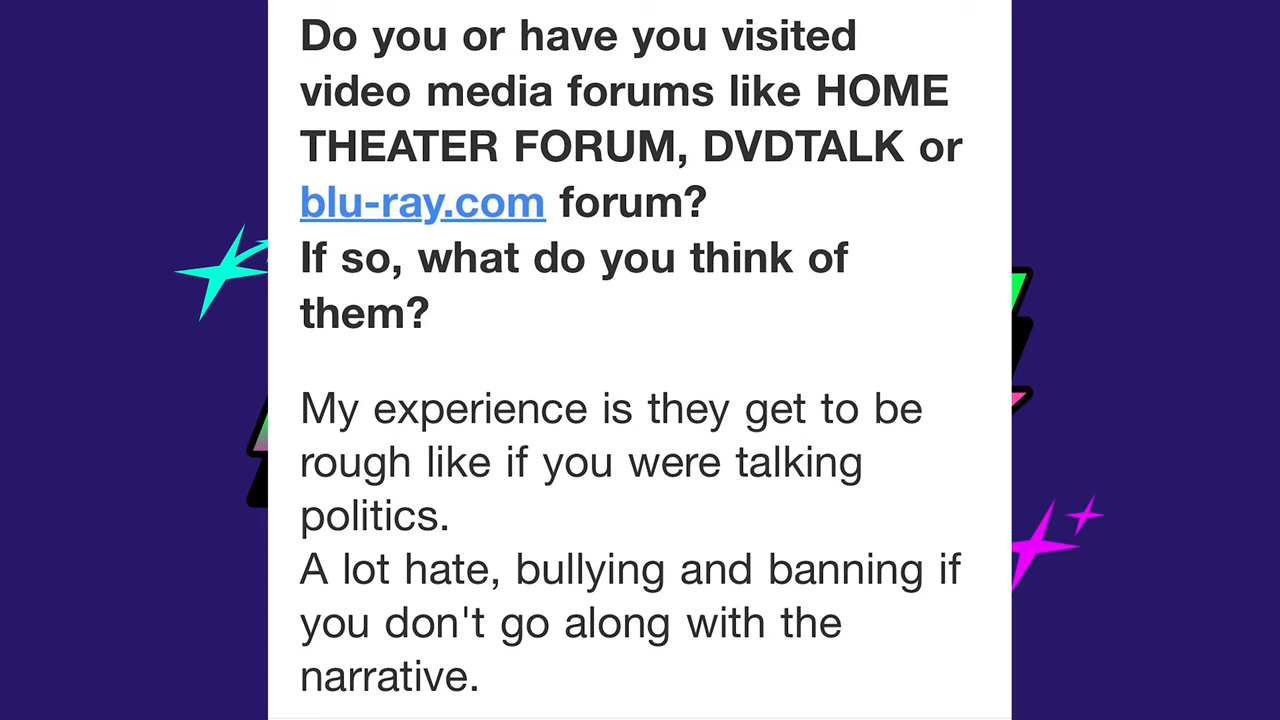 Do you or have you visited
video media forums like HOME
THEATER FORUM, DVDTALK or
blu-ray.com forum?
If so, what do you think of
them?
My experience is they get to be
rough like if you were talking
politics.
A lot hate, bullying and banning if
you don't go along with the
narrative.